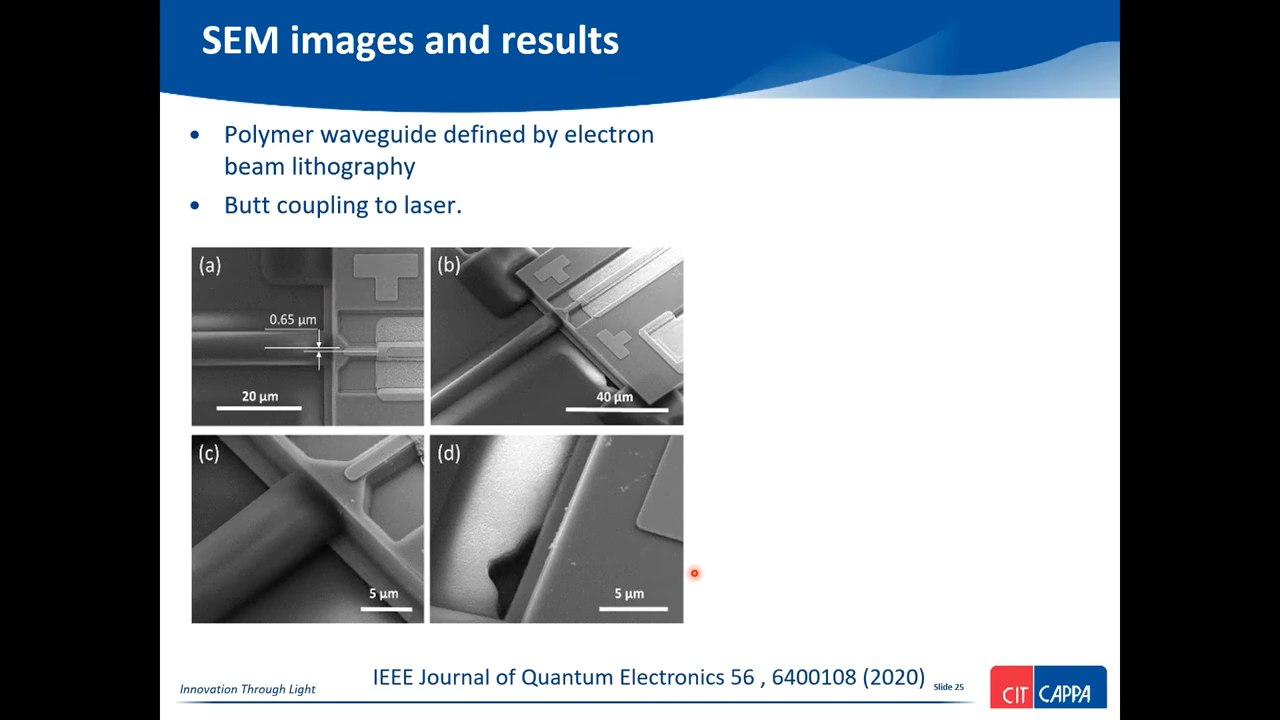 SEM images and results
• Polymer waveguide defined by electron
beam lithography
• Butt coupling to laser.
(a)
0.65 µm
20 µm
(b)
40 µm
(c)
5 µm
(d)
5 µm
IEEE Journal of Quantum Electronics 56 , 6400108 (2020)
Innovation Through Light
Slide 25
CIT CAPPA